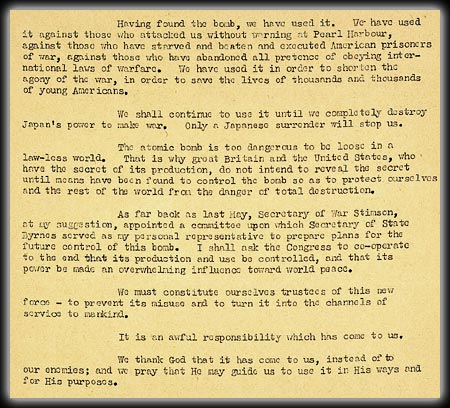 Having found the bomb, we have used it. We have used
it against those who attacked us without warning at Pearl Harbour,
against those who have starved and beaten and executed American prisoners
of war, against those who have abandoned all pretence of obeying inter-
national laws of warfare. We have used it in order to shorten the
agony of the war, in order to save the lives of thousands and thousands
of young Americans.
We shall continue to use it until we completely destroy
Japan's power to make war. Only a Japanese surrender will stop us.
The atomic bomb is too dangerous to be loose in a
law-less world. That is why great Britain and the United States, who
have the secret of its production, do not intend to reveal the secret
until means have been found to control the bomb so as to protect ourselves
and the rest of the world from the danger of total destruction.
As far back as last May, Secretary of War Stimson,
at my suggestion, appointed a committee upon which Secretary of State
Byrnes served as my personal representative to prepare plans for the
future control of this bomb. I shall ask the Congress to co-operate
to the end that its production and use be controlled, and that its
power be made an overwhelming influence toward world peace.
We must constitute ourselves trustees of this new
force - to prevent its misuse and to turn it into the channels of
service to mankind.
It is an awful responsibility which has come to us.
We thank God that it has come to us, instead of to
our enemies; and we pray that He may guide us to use it in His ways and
for His purposes.